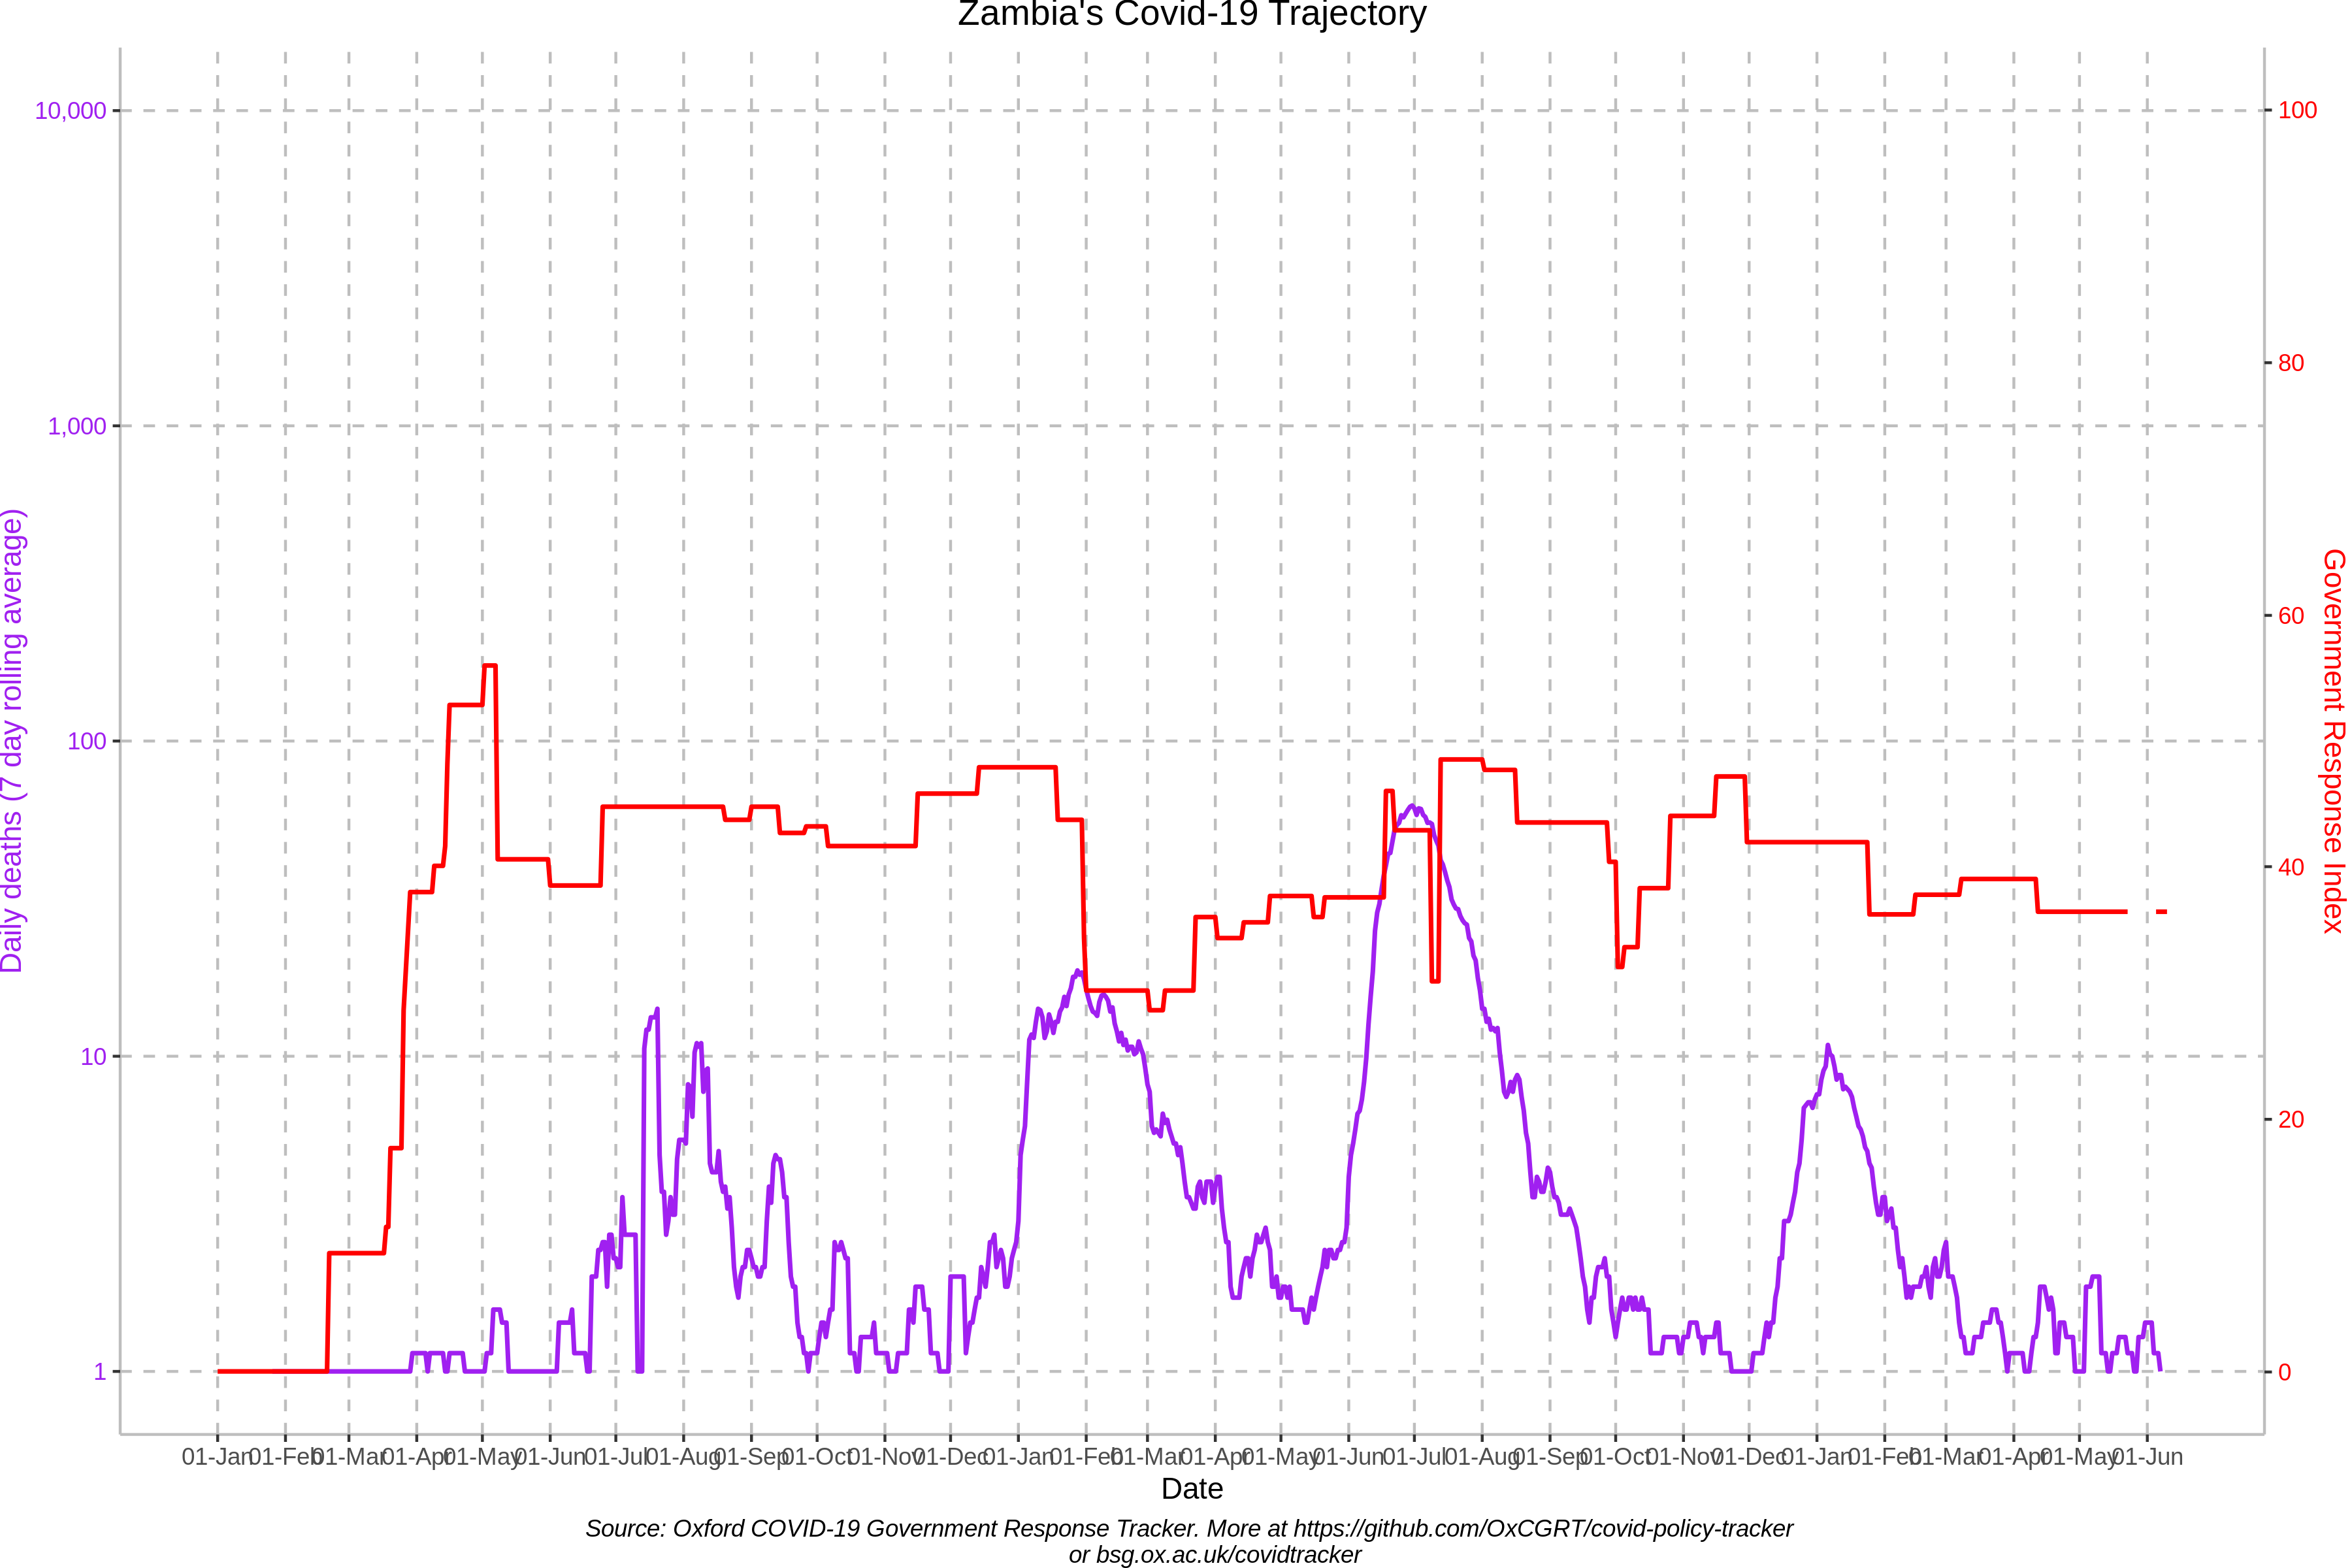 Zambia's Covid-19 Trajectory
10,000
1,000
100
10
1
Daily deaths (7 day rolling average)
100
80
60
40
20
0
Government Response Index
01-Jan 01-Feb 01-Mar 01-Apr 01-May 01-Jun 01-Jul 01-Aug 01-Sep 01-Oct 01-Nov 01-Dec 01-Jan 01-Feb 01-Mar 01-Apr 01-May 01-Jun 01-Jul 01-Aug 01-Sep 01-Oct 01-Nov 01-Dec 01-Jan 01-Feb 01-Mar 01-Apr 01-May 01-Jun
Date
Source: Oxford COVID-19 Government Response Tracker. More at https://github.com/OxCGRT/covid-policy-tracker
or bsg.ox.ac.uk/covidtracker